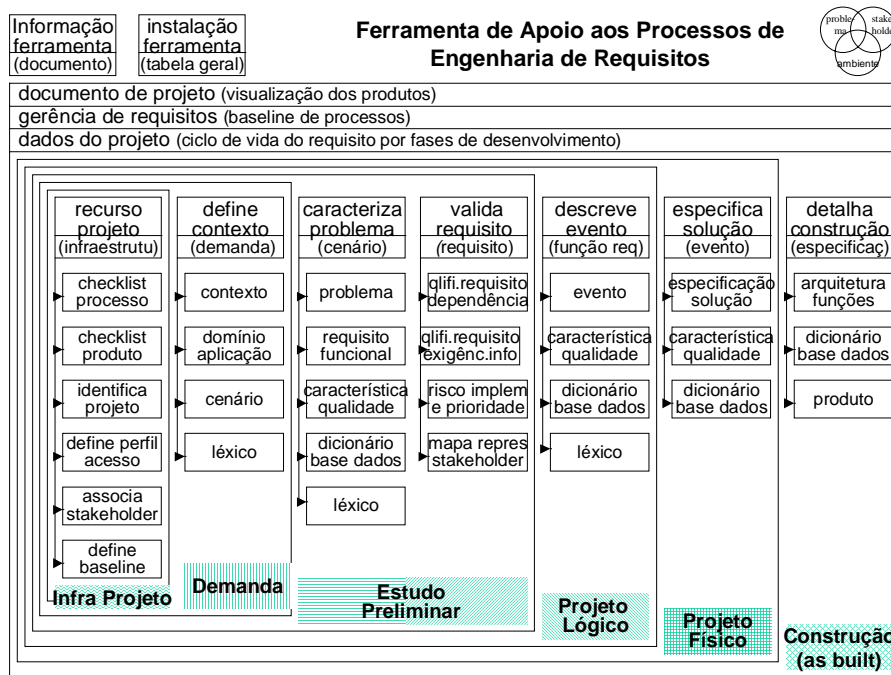 Informação
ferramenta
(documento)
instalação
ferramenta
(tabela geral)
Ferramenta de Apoio aos Processos de
Engenharia de Requisitos
proble-
ma
stake
holde
ambiente
documento de projeto (visualização dos produtos)
gerência de requisitos (baseline de processos)
dados do projeto (ciclo de vida do requisito por fases de desenvolvimento)
recurso
projeto
(infraestrutu)
checklist
processo
checklist
produto
identifica
projeto
define perfil
acesso
associa
stakeholder
define
baseline
Infra Projeto
define
contexto
(demanda)
contexto
domínio
aplicação
cenário
léxico
Demanda
caracteriza
problema
(cenário)
problema
requisito
funcional
característica
qualidade
dicionário
base dados
léxico
valida
requisito
(requisito)
qlifi.requisito
dependência
qlifi.requisito
exigênc.info
risco implem
e prioridade
mapa repres
stakeholder
Estudo
Preliminar
descreve
evento
(função req)
evento
característica
qualidade
dicionário
base dados
léxico
Projeto
Lógico
especifica
solução
(evento)
especificação
solução
característica
qualidade
dicionário
base dados
Projeto
Físico
detalha
construção
(especificaç)
arquitetura
funções
dicionário
base dados
produto
Construção
(as built)